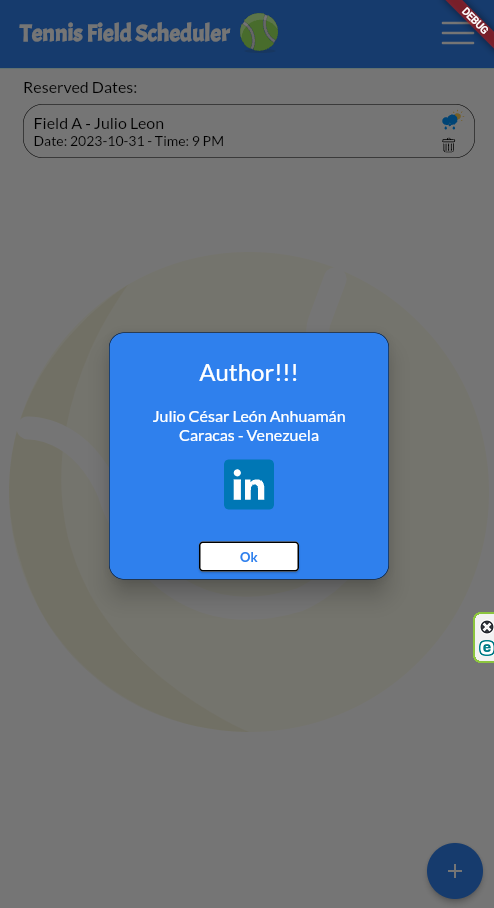 Tennis Field Scheduler
DEBUG
Reserved Dates:
Field A - Julio Leon
Date: 2023-10-31 - Time: 9 PM
Author!!!
Julio César León Anhuamán
Caracas - Venezuela
in
Ok
e